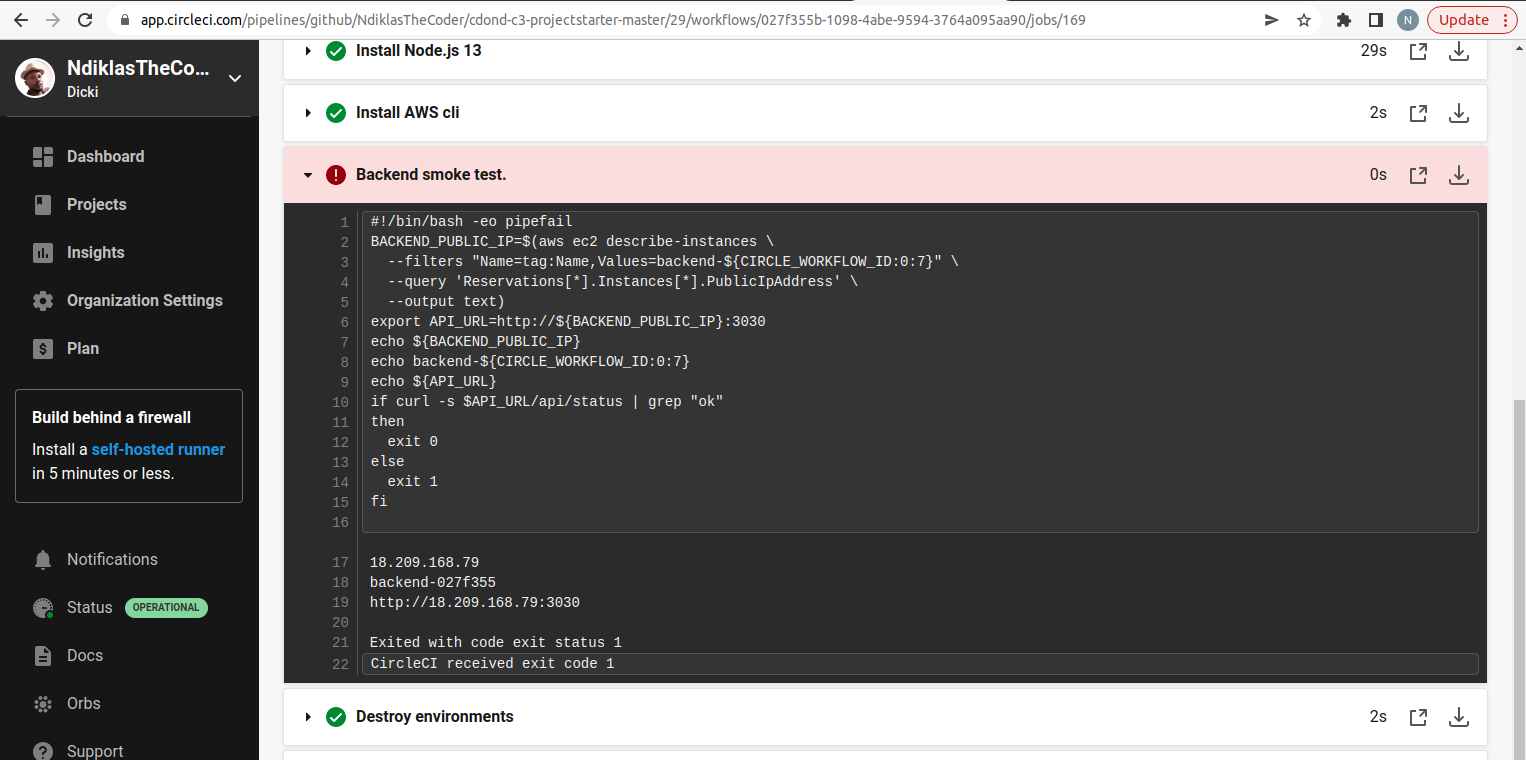 app.circleci.com/pipelines/github/NdiklasTheCoder/cdond-c3-projectstarter-master/29/workflows/027f355b-1098-4abe-9594-3764a095aa90/jobs/169
N
Update
NdiklasTheCo...
Dicki
Dashboard
Projects
Insights
Organization Settings
Plan
Build behind a firewall
Install a self-hosted runner
in 5 minutes or less.
Notifications
Status OPERATIONAL
Docs
Orbs
Support
Install Node.js 13 29s
Install AWS cli 2s
Backend smoke test. 0s
1 #!/bin/bash -eo pipefail
2 BACKEND_PUBLIC_IP=$(aws ec2 describe-instances \
3   --filters "Name=tag:Name,Values=backend-${CIRCLE_WORKFLOW_ID:0:7}" \
4   --query 'Reservations[*].Instances[*].PublicIpAddress' \
5   --output text)
6 export API_URL=http://${BACKEND_PUBLIC_IP}:3030
7 echo ${BACKEND_PUBLIC_IP}
8 echo backend-${CIRCLE_WORKFLOW_ID:0:7}
9 echo ${API_URL}
10 if curl -s $API_URL/api/status | grep "ok"
11 then
12   exit 0
13 else
14   exit 1
15 fi
16
17 18.209.168.79
18 backend-027f355
19 http://18.209.168.79:3030
20
21 Exited with code exit status 1
22 CircleCI received exit code 1
Destroy environments 2s